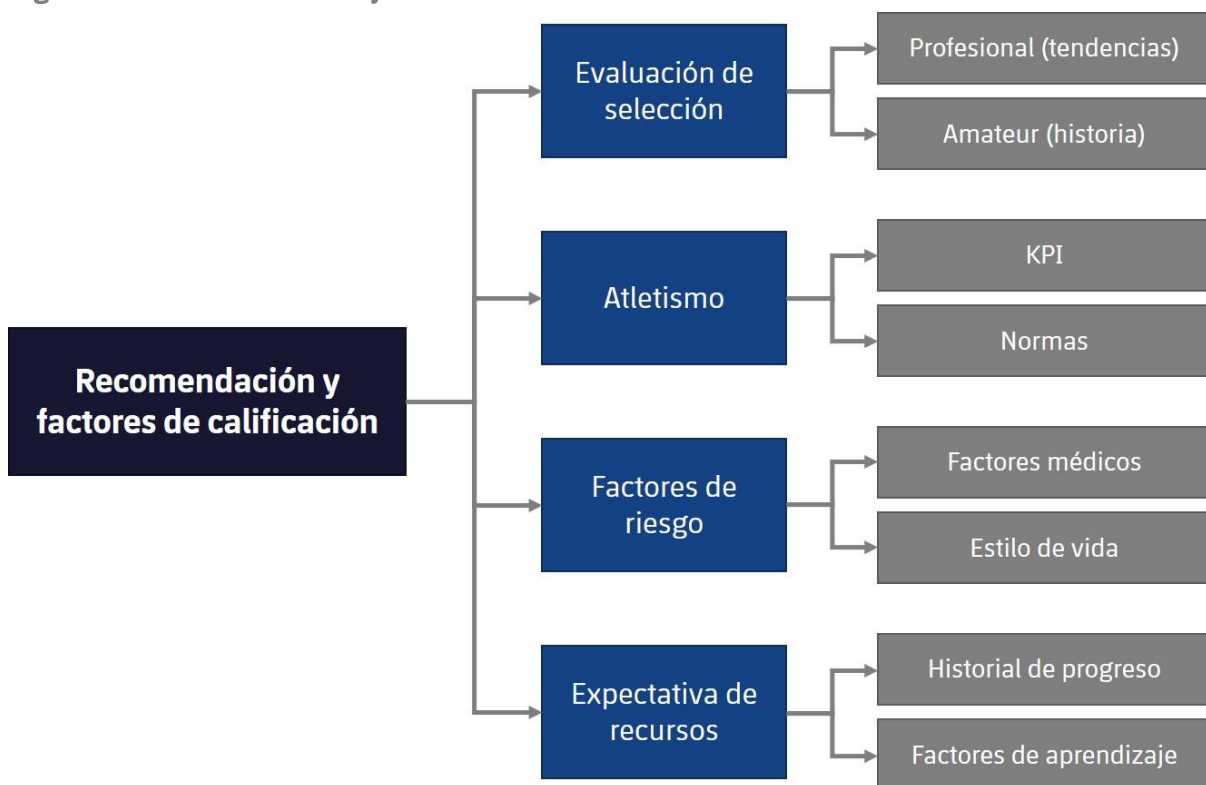 Evaluación de
selección
Profesional (tendencias)
Amateur (historia)
Atletismo
KPI
Normas
Recomendación y
factores de calificación
Factores de
riesgo
Factores médicos
Estilo de vida
Expectativa de
recursos
Historial de progreso
Factores de aprendizaje